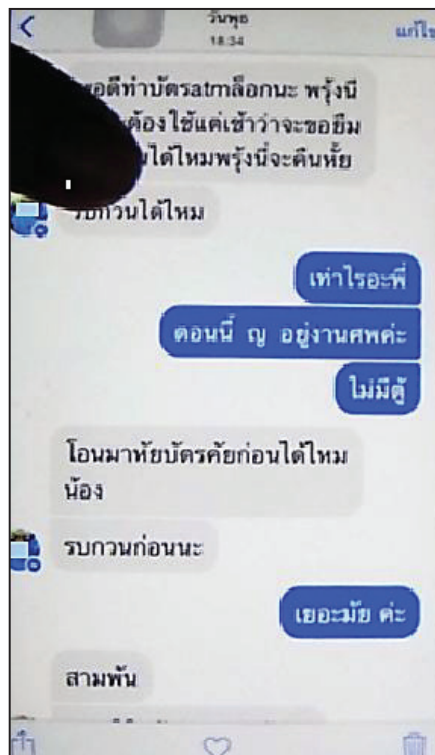 วันพุธ
18:34
แก้ไข
อดีทำบัตรatmล็อกนะ พรุ้งนี่
ต้องใช้แต่เช้าว่าจะขอยืม
ได้ไหมพรุ้งนี่จะคืนหั้ย
รบกวนได้ไหม
เท่าไรอะพี่
ตอนนี้ ญ อยู่งานศพค่ะ
ไม่มีตู้
โอนมาทัยบัตรคัยก่อนได้ไหม
น้อง
รบกวนก่อนนะ
เยอะมัย ค่ะ
สามพัน